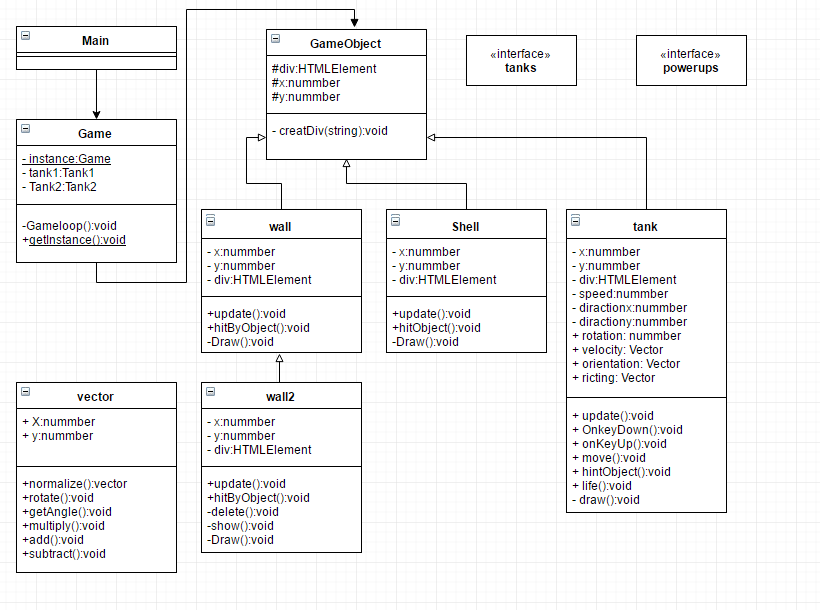 Main
Game
- instance:Game
- tank1:Tank1
- Tank2:Tank2
-Gameloop():void
+getInstance():void
GameObject
#div:HTMLElement
#x:nummber
#y:nummber
- creatDiv(string):void
«interface»
tanks
«interface»
powerups
wall
- x:nummber
- y:nummber
- div:HTMLElement
+update():void
+hitByObject():void
-Draw():void
Shell
- x:nummber
- y:nummber
- div:HTMLElement
+update():void
+hitObject():void
-Draw():void
tank
- x:nummber
- y:nummber
- div:HTMLElement
- speed:nummber
- directionx:nummber
- directiony:nummber
+ rotation: nummber
+ velocity: Vector
+ orientation: Vector
+ ricting: Vector
+ update():void
+ OnkeyDown():void
+ onKeyUp():void
+ move():void
+ hintObject():void
+ life():void
- draw():void
vector
+ X:nummber
+ y:nummber
+normalize():vector
+rotate():void
+getAngle():void
+multiply():void
+add():void
+subtract():void
wall2
- x:nummber
- y:nummber
- div:HTMLElement
+update():void
+hitByObject():void
-delete():void
-show():void
-Draw():void